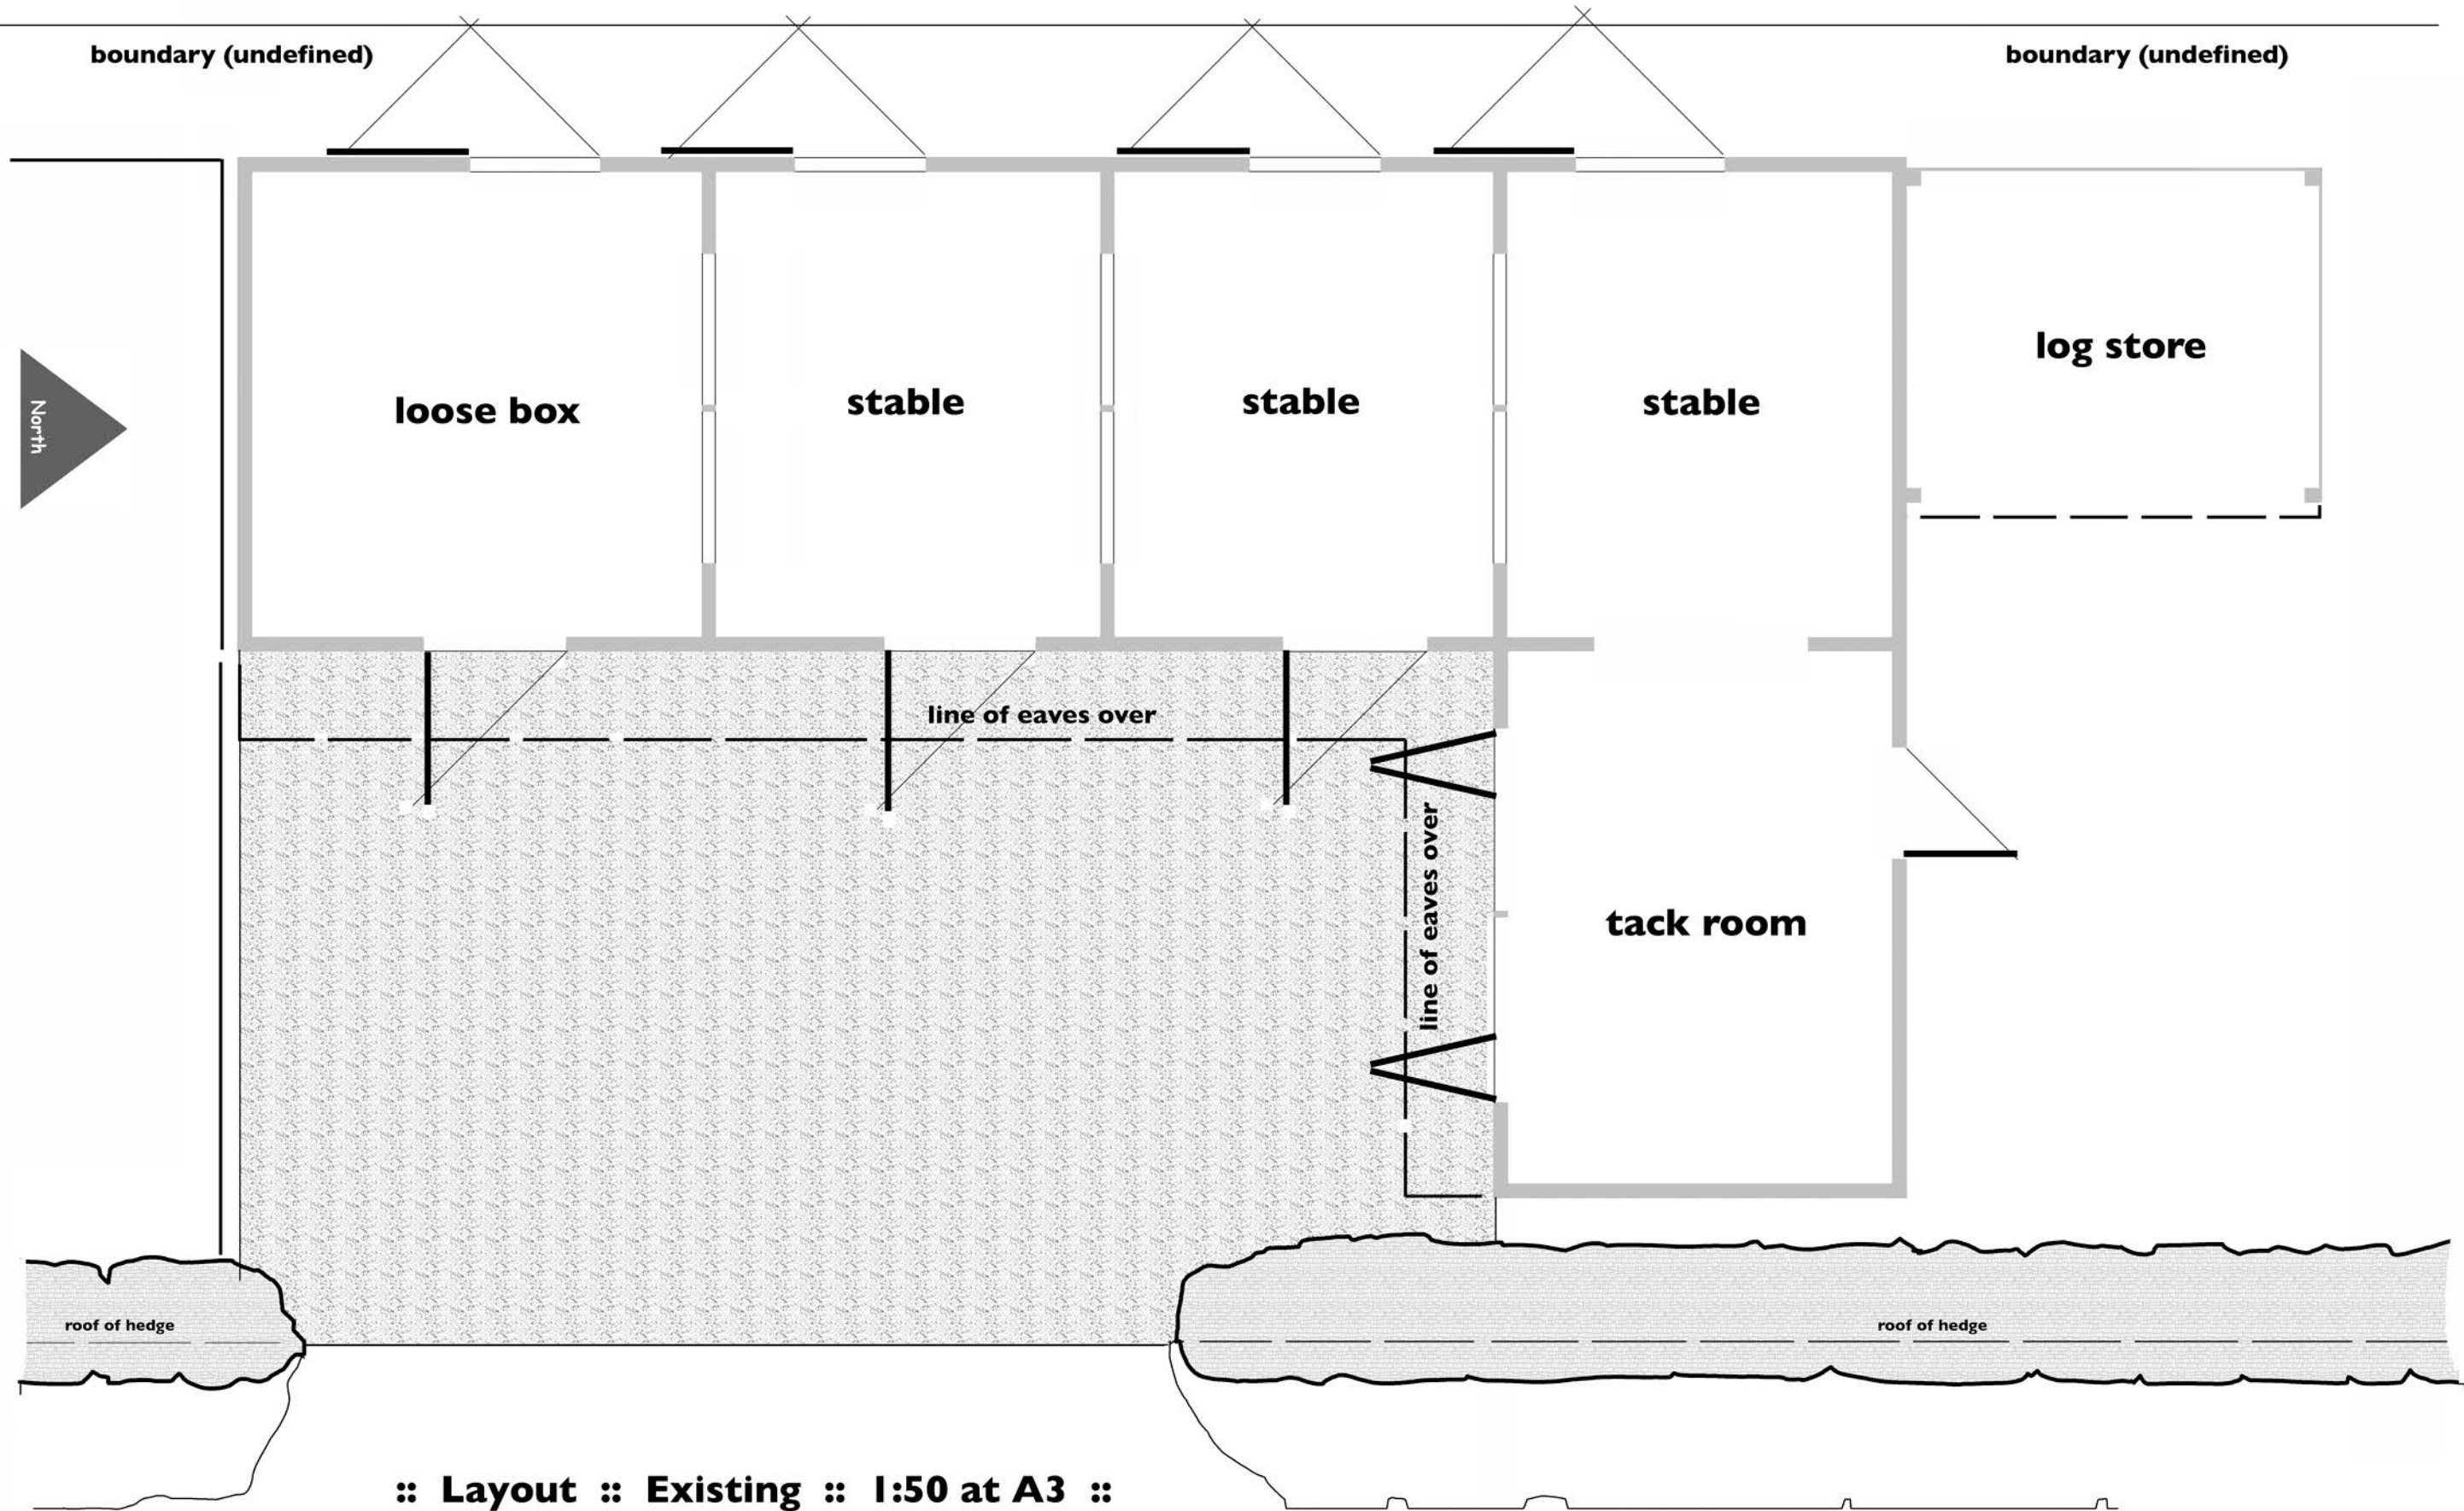 boundary (undefined)
boundary (undefined)
North
loose box
stable
stable
stable
log store
line of eaves over
line of eaves over
tack room
roof of hedge
roof of hedge
:: Layout :: Existing :: 1:50 at A3 ::